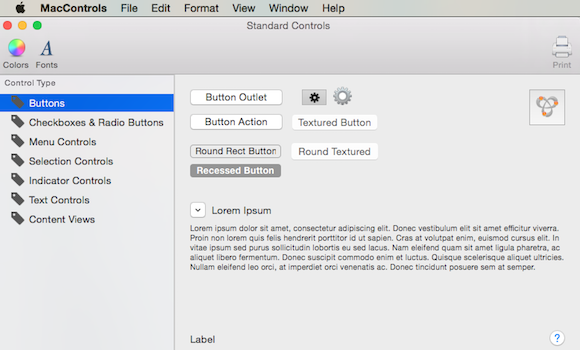 MacControls File Edit Format View Window Help
Standard Controls
Colors Fonts Print
Control Type
Buttons
Checkboxes & Radio Buttons
Menu Controls
Selection Controls
Indicator Controls
Text Controls
Content Views
Button Outlet
Button Action Textured Button
Round Rect Button Round Textured
Recessed Button
Lorem Ipsum
Lorem ipsum dolor sit amet, consectetur adipiscing elit. Donec vestibulum elit sit amet efficitur viverra.
Proin non lorem quis felis hendrerit porttitor id ut sapien. Cras at volutpat enim, euismod cursus elit. In
vitae ipsum sed purus sollicitudin lobortis eu sed lacus. Nam eleifend quam sit amet ligula pharetra, ac
aliquet libero fermentum. Donec suscipit commodo enim ut luctus. Quisque scelerisque aliquet ultricies.
Nullam eleifend leo orci, at imperdiet orci venenatis ac. Donec tincidunt posuere sem at semper.
Label ?